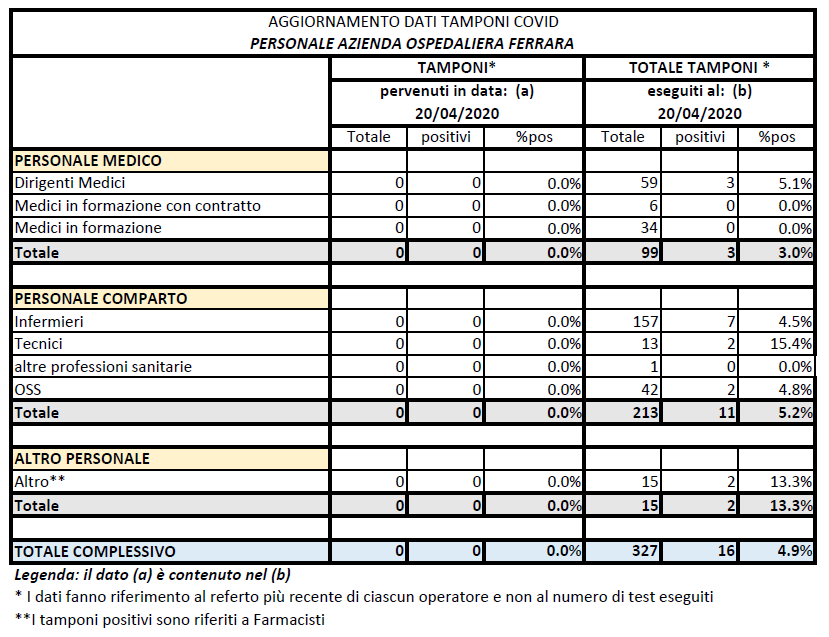 AGGIORNAMENTO DATI TAMPONI COVID
PERSONALE AZIENDA OSPEDALIERA FERRARA
TAMPONI* TOTALE TAMPONI *
pervenuti in data: (a) eseguiti al: (b)
20/04/2020 20/04/2020
Totale positivi %pos Totale positivi %pos
PERSONALE MEDICO
Dirigenti Medici 0 0 0.0% 59 3 5.1%
Medici in formazione con contratto 0 0 0.0% 6 0 0.0%
Medici in formazione 0 0 0.0% 34 0 0.0%
Totale 0 0 0.0% 99 3 3.0%
PERSONALE COMPARTO
Infermieri 0 0 0.0% 157 7 4.5%
Tecnici 0 0 0.0% 13 2 15.4%
altre professioni sanitarie 0 0 0.0% 1 0 0.0%
OSS 0 0 0.0% 42 2 4.8%
Totale 0 0 0.0% 213 11 5.2%
ALTRO PERSONALE
Altro** 0 0 0.0% 15 2 13.3%
Totale 0 0 0.0% 15 2 13.3%
TOTALE COMPLESSIVO 0 0 0.0% 327 16 4.9%
Legenda: il dato (a) è contenuto nel (b)
* I dati fanno riferimento al referto più recente di ciascun operatore e non al numero di test eseguiti
**I tamponi positivi sono riferiti a Farmacisti